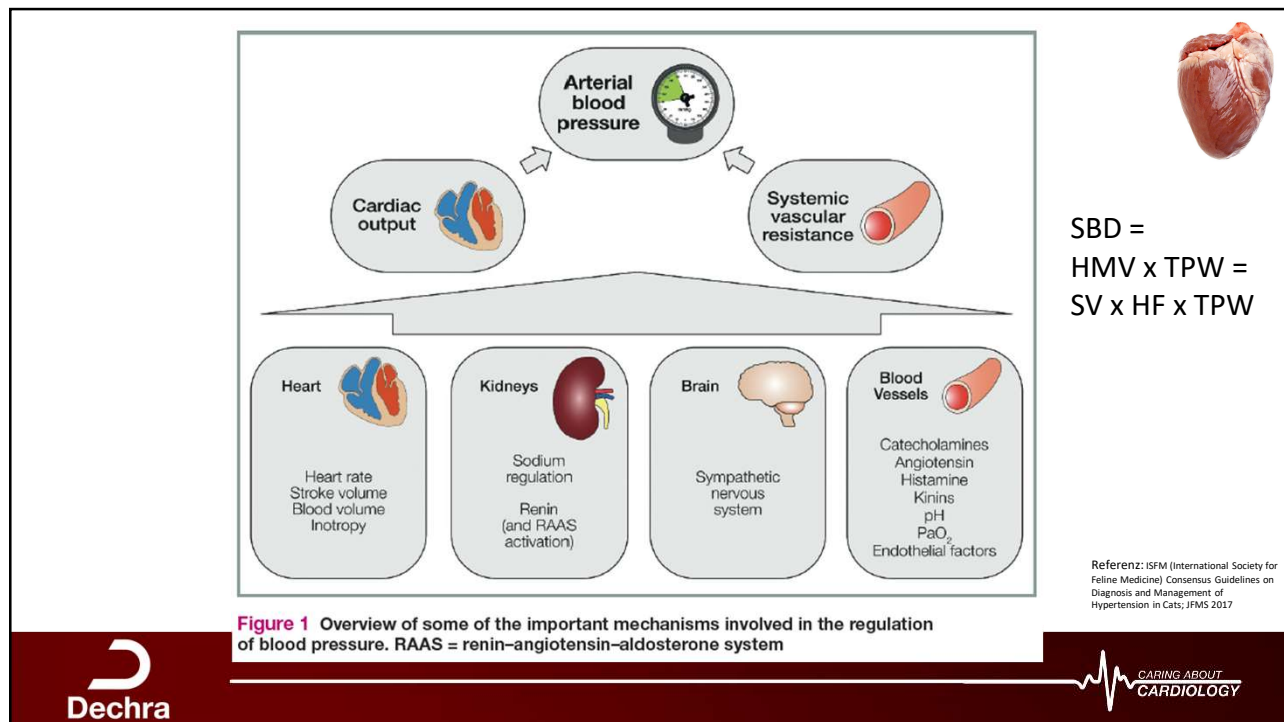 Arterial
blood
pressure
Cardiac
output
Systemic
vascular
resistance
SBD =
HMV x TPW =
SV x HF x TPW
Heart
Heart rate
Stroke volume
Blood volume
Inotropy
Kidneys
Sodium
regulation
Renin
(and RAAS
activation)
Brain
Sympathetic
nervous
system
Blood
Vessels
Catecholamines
Angiotensin
Histamine
Kinins
pH
PaO₂
Endothelial factors
Referenz: ISFM (International Society for
Feline Medicine) Consensus Guidelines on
Diagnosis and Management of
Hypertension in Cats; JFMS 2017
Figure 1 Overview of some of the important mechanisms involved in the regulation
of blood pressure. RAAS = renin–angiotensin–aldosterone system
Dechra
CARING ABOUT
CARDIOLOGY